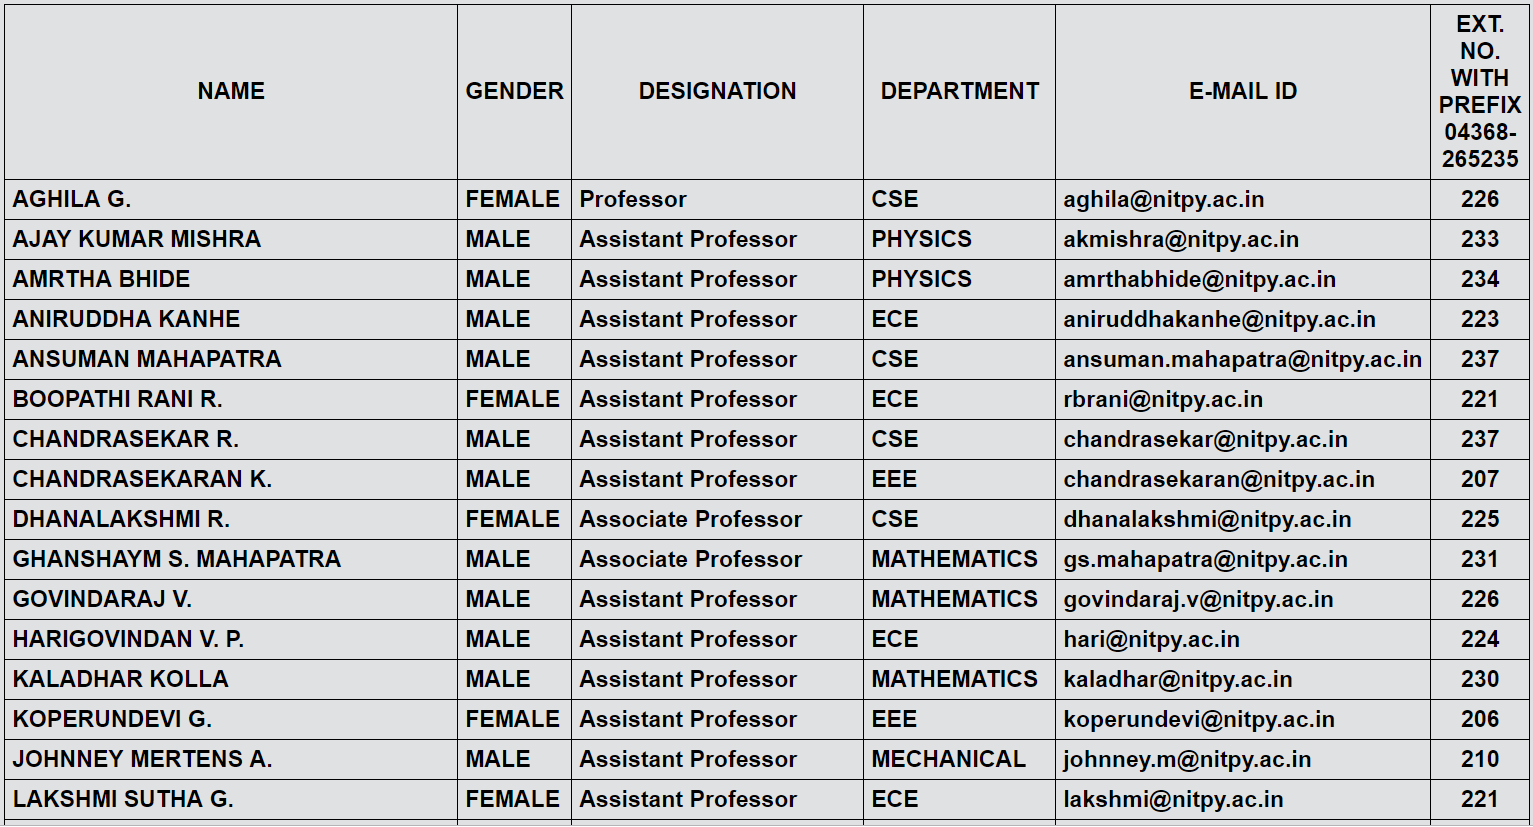 NAME GENDER DESIGNATION DEPARTMENT E-MAIL ID EXT. NO. WITH PREFIX 04368-265235
AGHILA G. FEMALE Professor CSE aghila@nitpy.ac.in 226
AJAY KUMAR MISHRA MALE Assistant Professor PHYSICS akmishra@nitpy.ac.in 233
AMRTHA BHIDE MALE Assistant Professor PHYSICS amrthabhide@nitpy.ac.in 234
ANIRUDDHA KANHE MALE Assistant Professor ECE aniruddhakanhe@nitpy.ac.in 223
ANSUMAN MAHAPATRA MALE Assistant Professor CSE ansuman.mahapatra@nitpy.ac.in 237
BOOPATHI RANI R. FEMALE Assistant Professor ECE rbrani@nitpy.ac.in 221
CHANDRASEKAR R. MALE Assistant Professor CSE chandrasekar@nitpy.ac.in 237
CHANDRASEKARAN K. MALE Assistant Professor EEE chandrasekaran@nitpy.ac.in 207
DHANALAKSHMI R. FEMALE Associate Professor CSE dhanalakshmi@nitpy.ac.in 225
GHANSHAYM S. MAHAPATRA MALE Associate Professor MATHEMATICS gs.mahapatra@nitpy.ac.in 231
GOVINDARAJ V. MALE Assistant Professor MATHEMATICS govindaraj.v@nitpy.ac.in 226
HARIGOVINDAN V. P. MALE Assistant Professor ECE hari@nitpy.ac.in 224
KALADHAR KOLLA MALE Assistant Professor MATHEMATICS kaladhar@nitpy.ac.in 230
KOPERUNDEVI G. FEMALE Assistant Professor EEE koperundevi@nitpy.ac.in 206
JOHNNEY MERTENS A. MALE Assistant Professor MECHANICAL johnney.m@nitpy.ac.in 210
LAKSHMI SUTHA G. FEMALE Assistant Professor ECE lakshmi@nitpy.ac.in 221